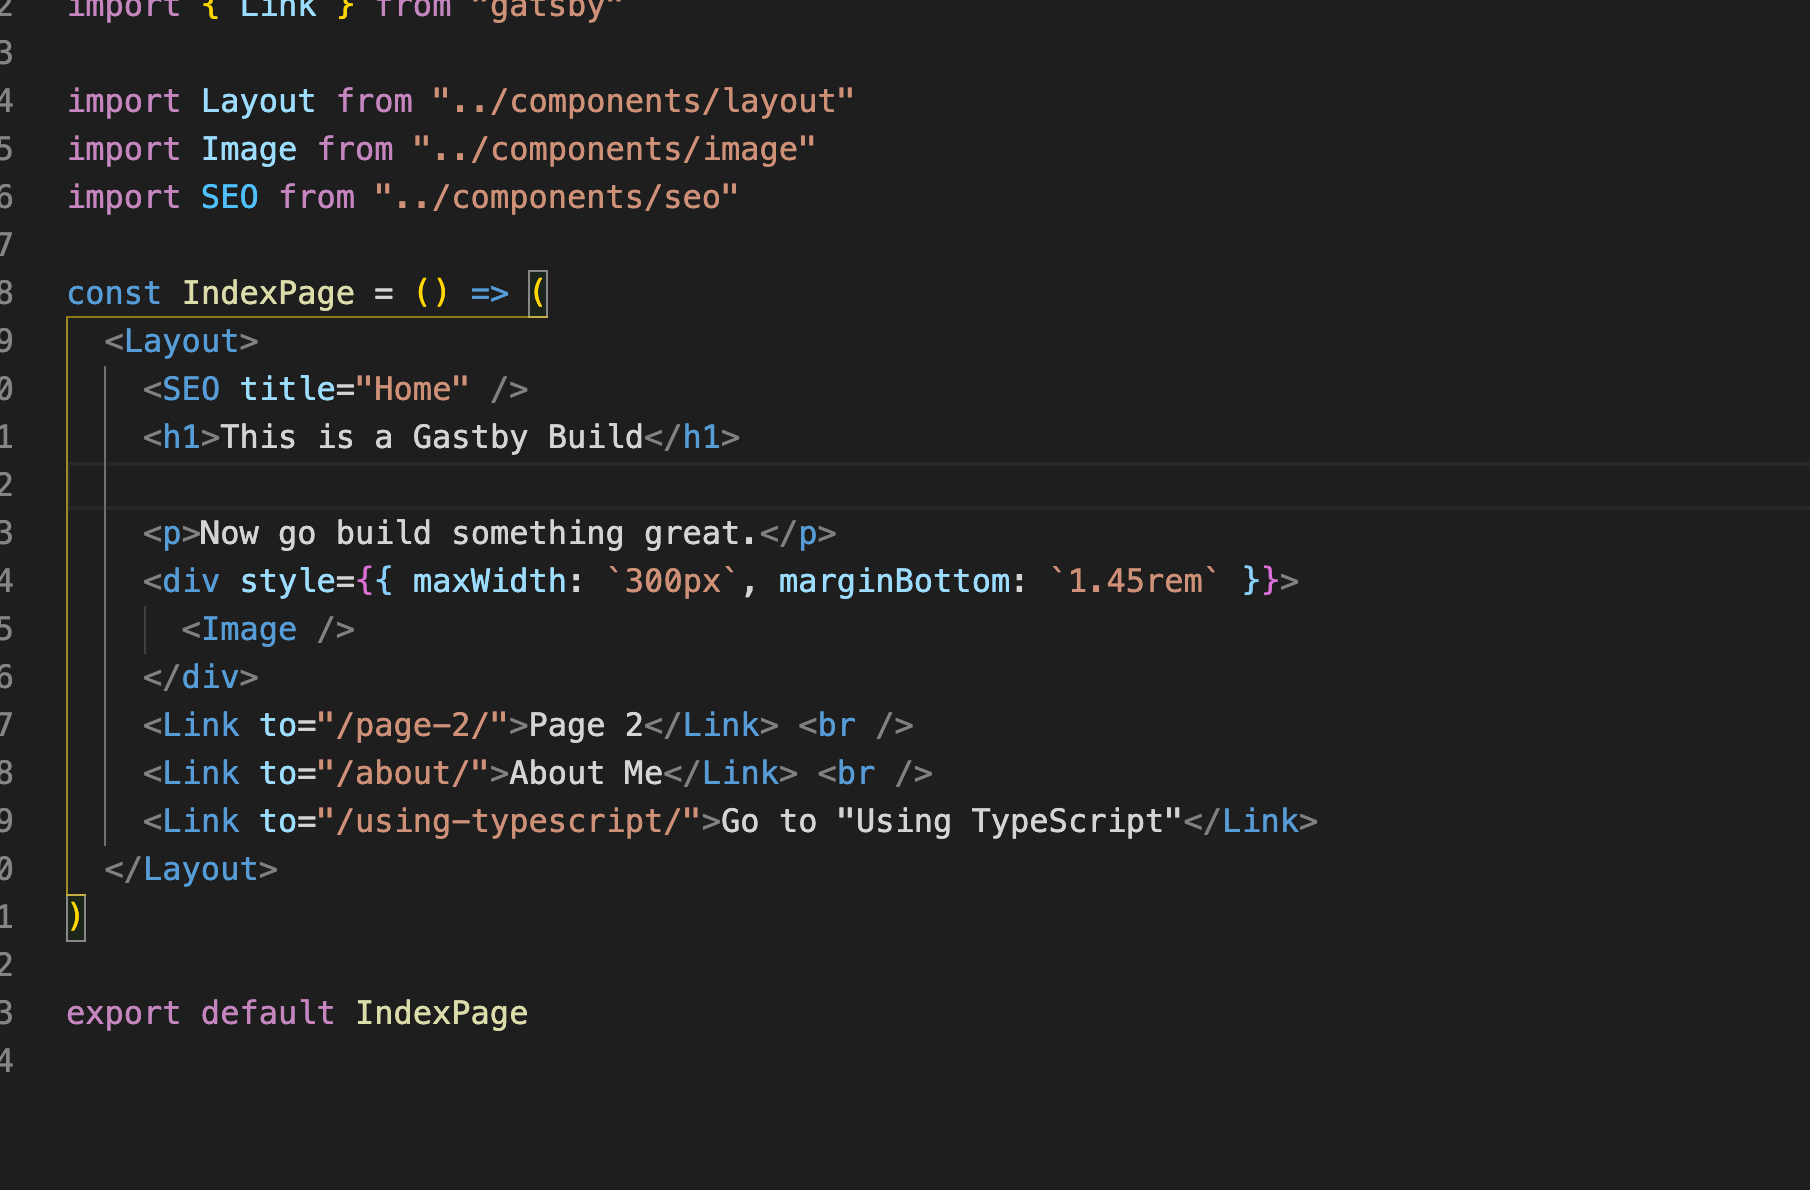 2 import { Link } from "gatsby"
3
4 import Layout from "../components/layout"
5 import Image from "../components/image"
6 import SEO from "../components/seo"
7
8 const IndexPage = () => (
9   <Layout>
0     <SEO title="Home" />
1     <h1>This is a Gastby Build</h1>
2
3     <p>Now go build something great.</p>
4     <div style={{ maxWidth: `300px`, marginBottom: `1.45rem` }}>
5       <Image />
6     </div>
7     <Link to="/page-2/">Page 2</Link> <br />
8     <Link to="/about/">About Me</Link> <br />
9     <Link to="/using-typescript/">Go to "Using TypeScript"</Link>
0   </Layout>
1 )
2
3 export default IndexPage
4